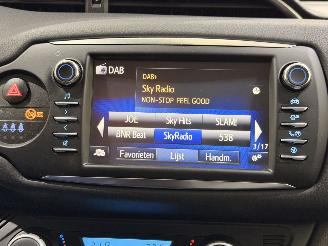 DAB
DAB+
Sky Radio
NON-STOP FEEL GOOD
JOE Sky Hits SLAM!
BNR Beat SkyRadio 538
3/17
Favorieten Lijst Handm.